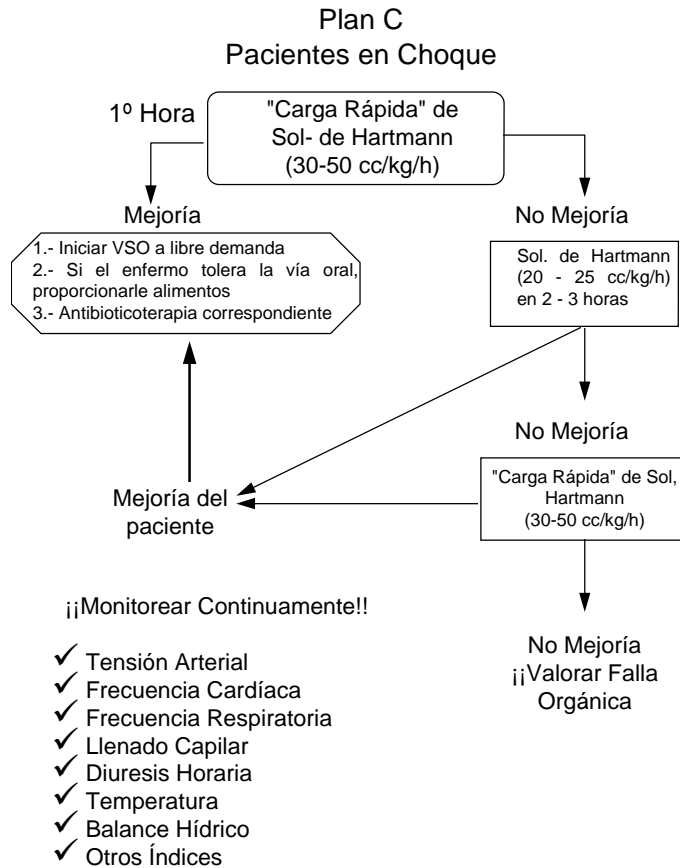 Plan C
Pacientes en Choque
1º Hora
"Carga Rápida" de
Sol- de Hartmann
(30-50 cc/kg/h)
Mejoría
No Mejoría
1.- Iniciar VSO a libre demanda
2.- Si el enfermo tolera la vía oral,
proporcionarle alimentos
3.- Antibioticoterapia correspondiente
Sol. de Hartmann
(20 - 25 cc/kg/h)
en 2 - 3 horas
No Mejoría
Mejoría del
paciente
"Carga Rápida" de Sol,
Hartmann
(30-50 cc/kg/h)
¡¡Monitorear Continuamente!!
✓ Tensión Arterial
✓ Frecuencia Cardíaca
✓ Frecuencia Respiratoria
✓ Llenado Capilar
✓ Diuresis Horaria
✓ Temperatura
✓ Balance Hídrico
✓ Otros Índices
No Mejoría
¡¡Valorar Falla
Orgánica